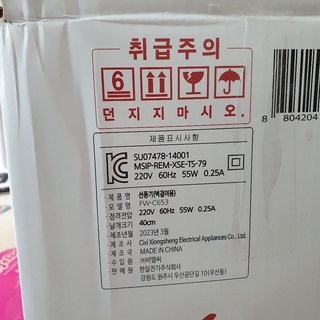 취급주의
6
던지지마시오.
8 804204
제품표시사항
SU07478-14001
MSIP-REM-XSE-TS-79
220V 60Hz 55W 0.25A
품명 : 선풍기(벽걸이용)
모델명 : FW-C653
정격전압 : 220V 60Hz 55W 0.25A
날개크기 : 40cm
제조년월 : 2023년 3월
제조자 : Cixi Xiongsheng Electrical Appliances Co., Ltd.
제조국 : MADE IN CHINA
수입원 : ㈜비엘씨
판매원 : 한일전기주식회사
강원도 원주시 우산공단길 10(우산동)